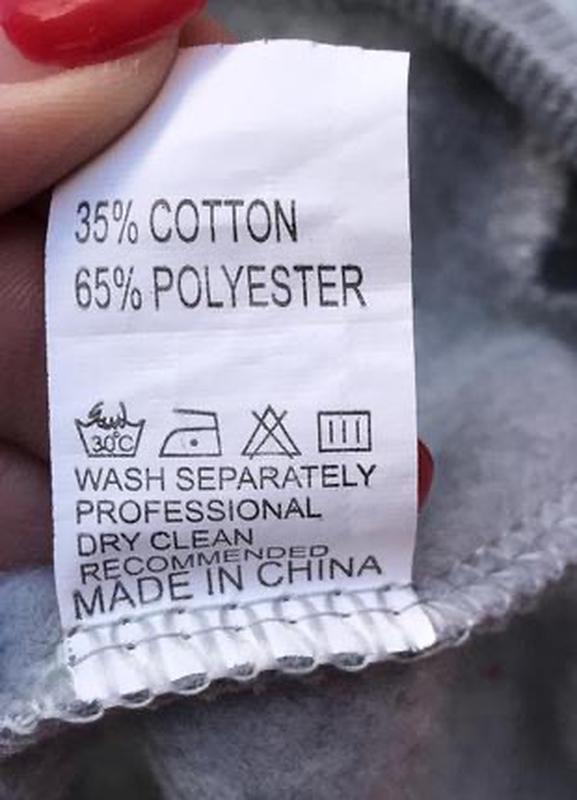 35% COTTON
65% POLYESTER
30°C
WASH SEPARATELY
PROFESSIONAL
DRY CLEAN
RECOMMENDED
MADE IN CHINA